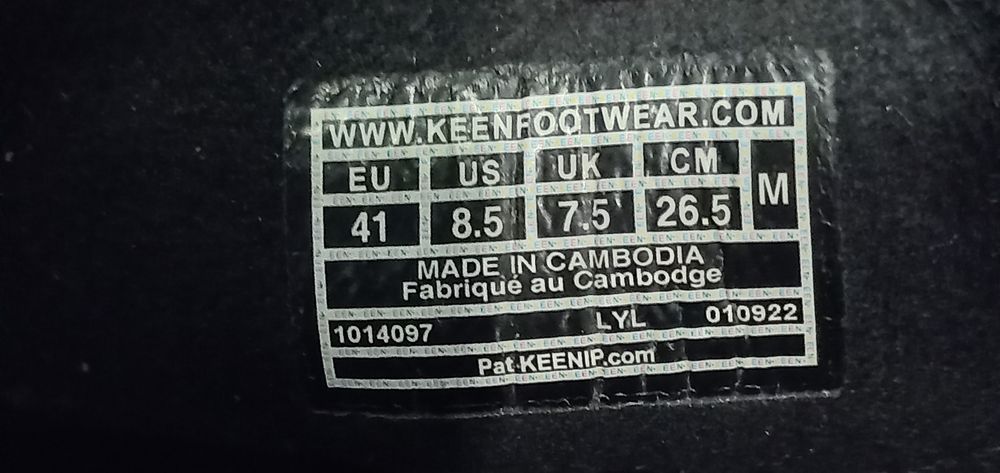 WWW.KEENFOOTWEAR.COM
EU US UK CM M
41 8.5 7.5 26.5
MADE IN CAMBODIA
Fabriqué au Cambodge
1014097 LYL 010922
Pat KEENIP.com